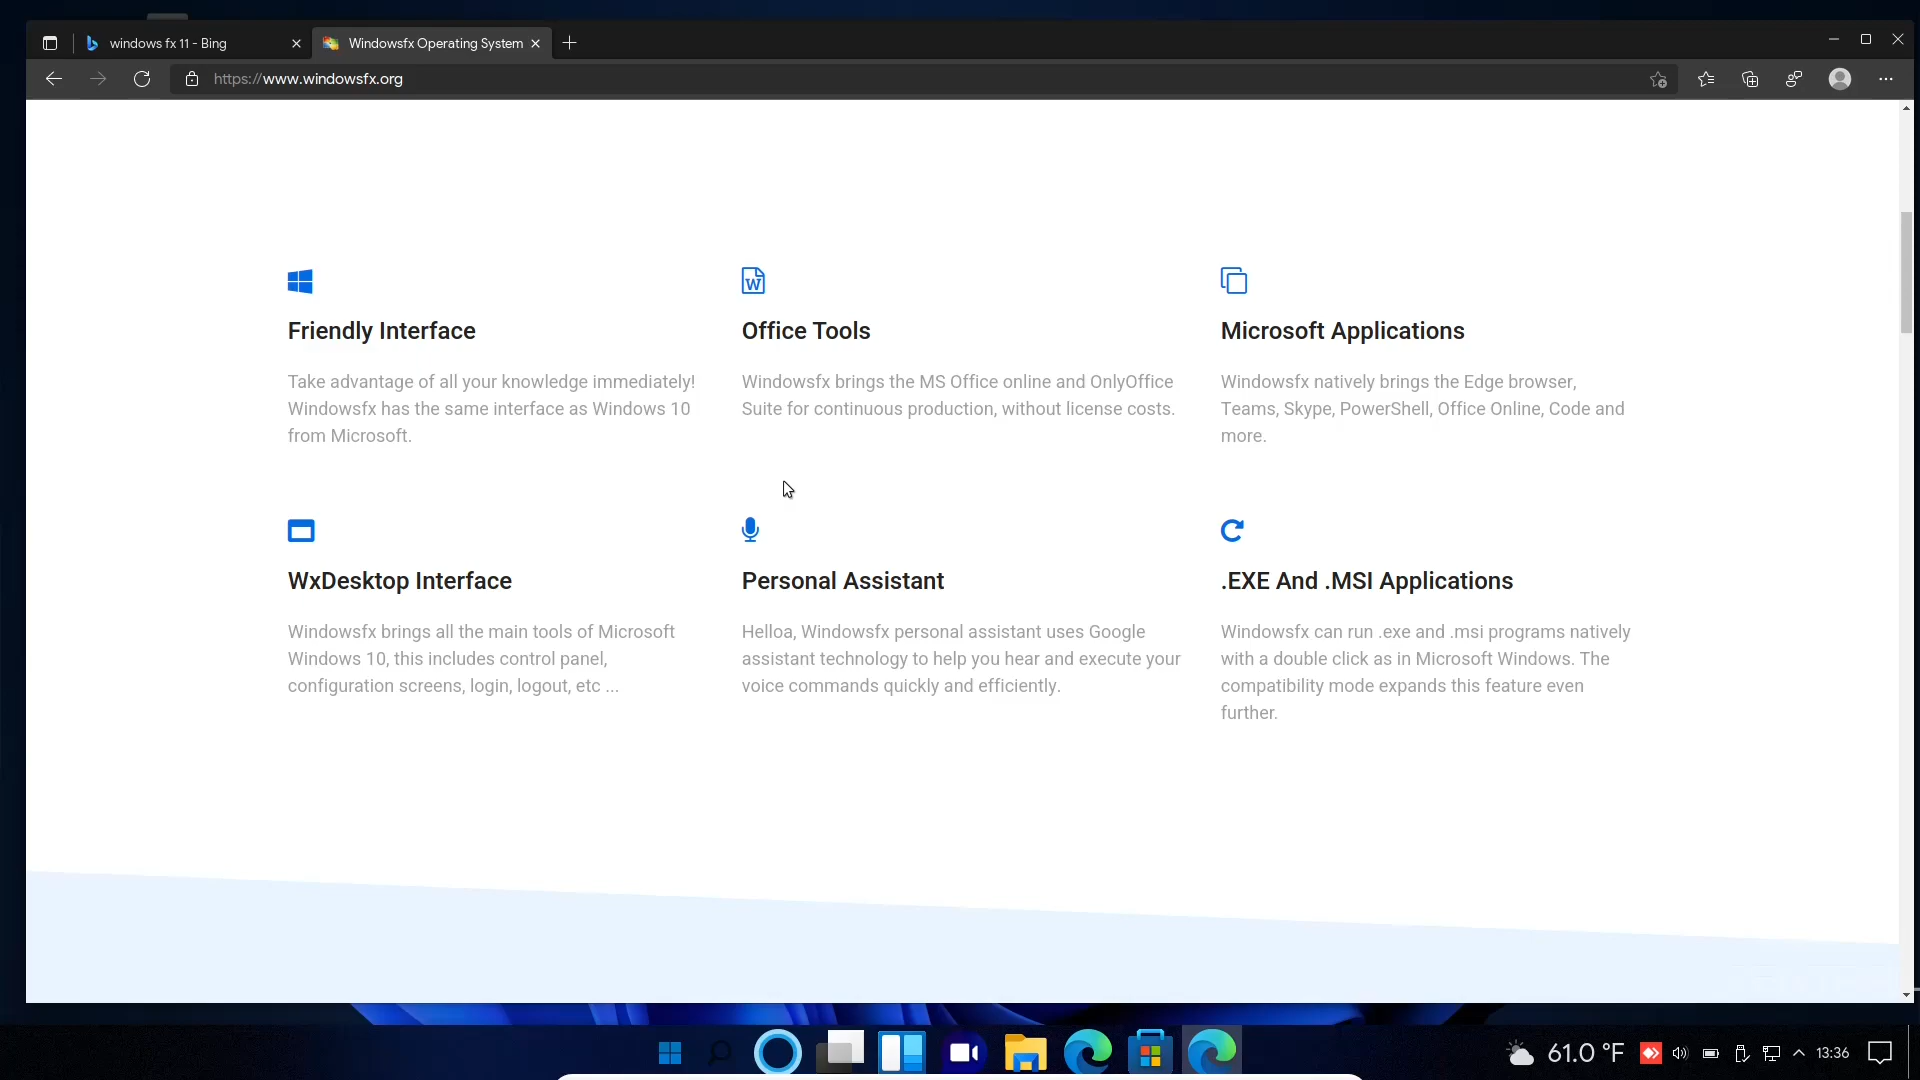 windows fx 11 - Bing
Windowsfx Operating System
https://www.windowsfx.org
Friendly Interface
Take advantage of all your knowledge immediately!
Windowsfx has the same interface as Windows 10
from Microsoft.
Office Tools
Windowsfx brings the MS Office online and OnlyOffice
Suite for continuous production, without license costs.
Microsoft Applications
Windowsfx natively brings the Edge browser,
Teams, Skype, PowerShell, Office Online, Code and
more.
WxDesktop Interface
Windowsfx brings all the main tools of Microsoft
Windows 10, this includes control panel,
configuration screens, login, logout, etc ...
Personal Assistant
Helloa, Windowsfx personal assistant uses Google
assistant technology to help you hear and execute your
voice commands quickly and efficiently.
.EXE And .MSI Applications
Windowsfx can run .exe and .msi programs natively
with a double click as in Microsoft Windows. The
compatibility mode expands this feature even
further.
61.0 °F
13:36